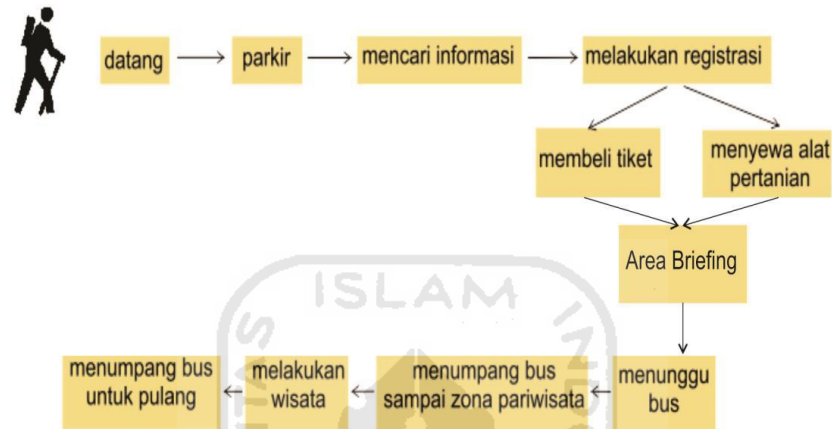 datang
parkir
mencari informasi
melakukan registrasi
membeli tiket
menyewa alat
pertanian
Area Briefing
ISLAM
menunggu
bus
menumpang bus
sampai zona pariwisata
melakukan
wisata
menumpang bus
untuk pulang